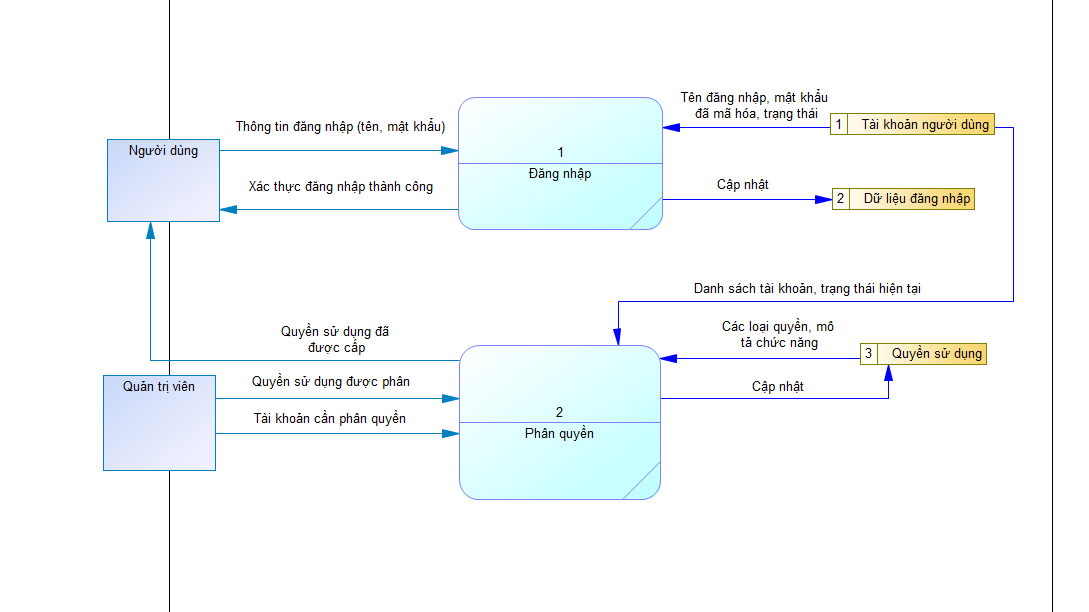 Tên đăng nhập, mật khẩu
đã mã hóa, trạng thái
1 Tài khoản người dùng
Thông tin đăng nhập (tên, mật khẩu)
Người dùng
1
Đăng nhập
Xác thực đăng nhập thành công
Cập nhật
2 Dữ liệu đăng nhập
Danh sách tài khoản, trạng thái hiện tại
Các loại quyền, mô
tả chức năng
Quyền sử dụng đã
được cấp
3 Quyền sử dụng
Quản trị viên
Quyền sử dụng được phân
Cập nhật
Tài khoản cần phân quyền
2
Phân quyền